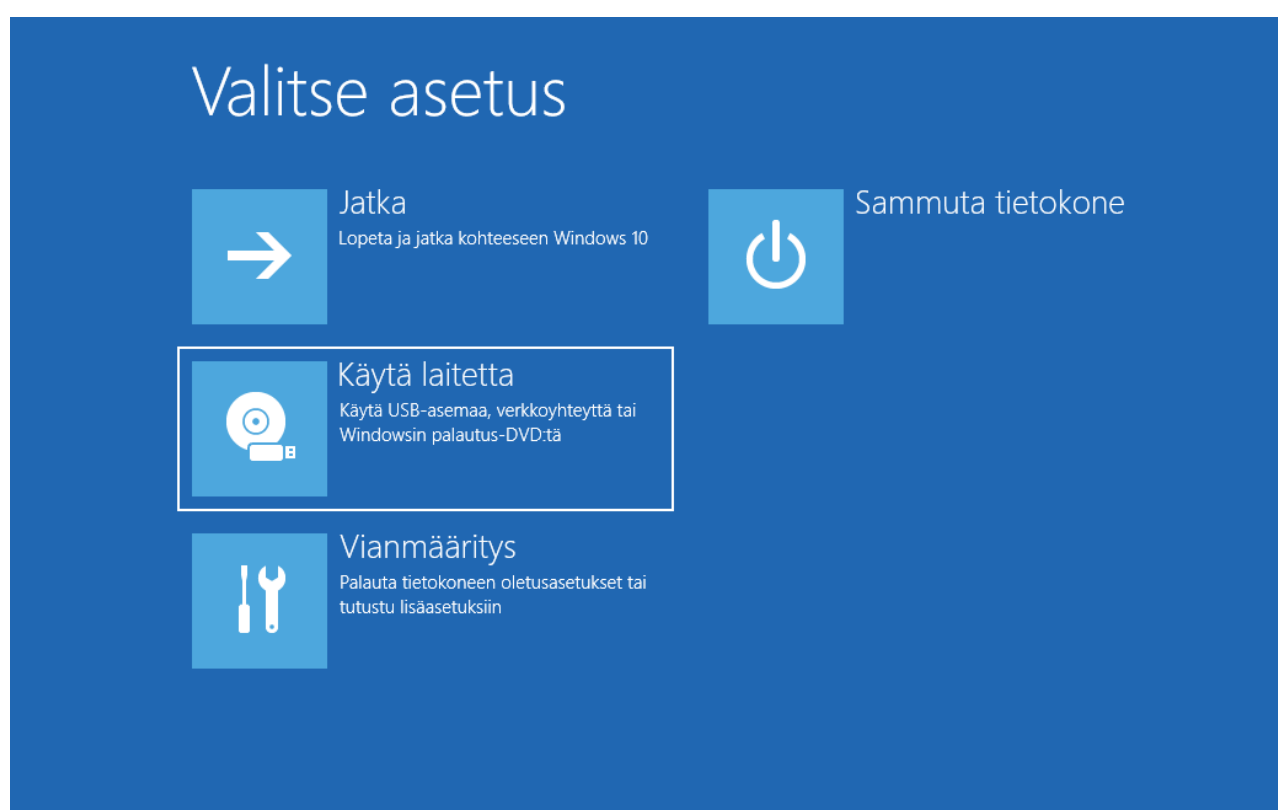 Valitse asetus
Jatka
Lopeta ja jatka kohteeseen Windows 10
Sammuta tietokone
Käytä laitetta
Käytä USB-asemaa, verkkoyhteyttä tai
Windowsin palautus-DVD:tä
Vianmääritys
Palauta tietokoneen oletusasetukset tai
tutustu lisäasetuksiin